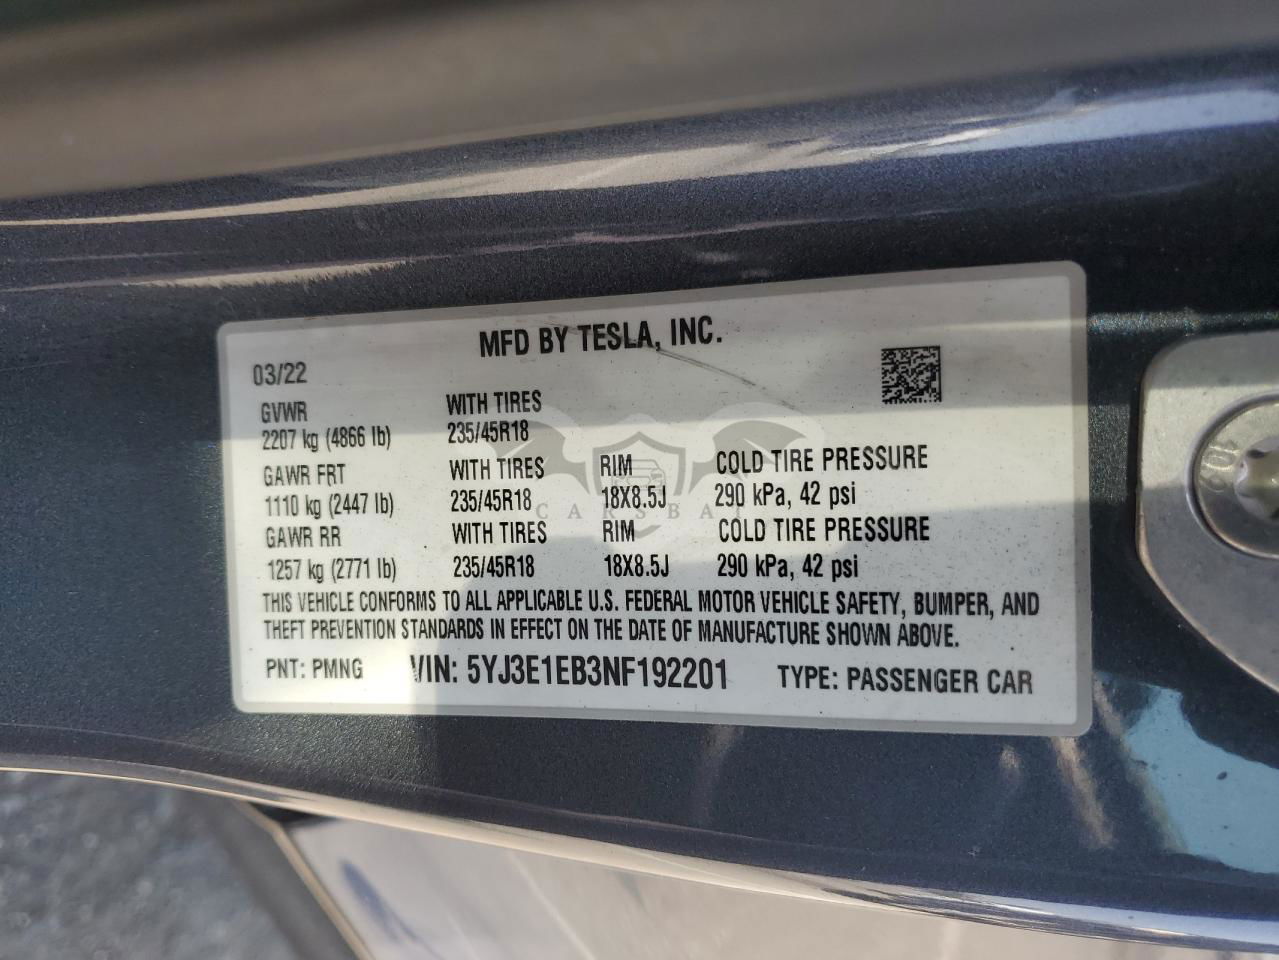 MFD BY TESLA, INC.
03/22
GVWR WITH TIRES
2207 kg (4866 lb) 235/45R18
GAWR FRT WITH TIRES RIM COLD TIRE PRESSURE
1110 kg (2447 lb) 235/45R18 18X8.5J 290 kPa, 42 psi
CARSBAT
GAWR RR WITH TIRES RIM COLD TIRE PRESSURE
1257 kg (2771 lb) 235/45R18 18X8.5J 290 kPa, 42 psi
THIS VEHICLE CONFORMS TO ALL APPLICABLE U.S. FEDERAL MOTOR VEHICLE SAFETY, BUMPER, AND
THEFT PREVENTION STANDARDS IN EFFECT ON THE DATE OF MANUFACTURE SHOWN ABOVE.
PNT: PMNG VIN: 5YJ3E1EB3NF192201 TYPE: PASSENGER CAR